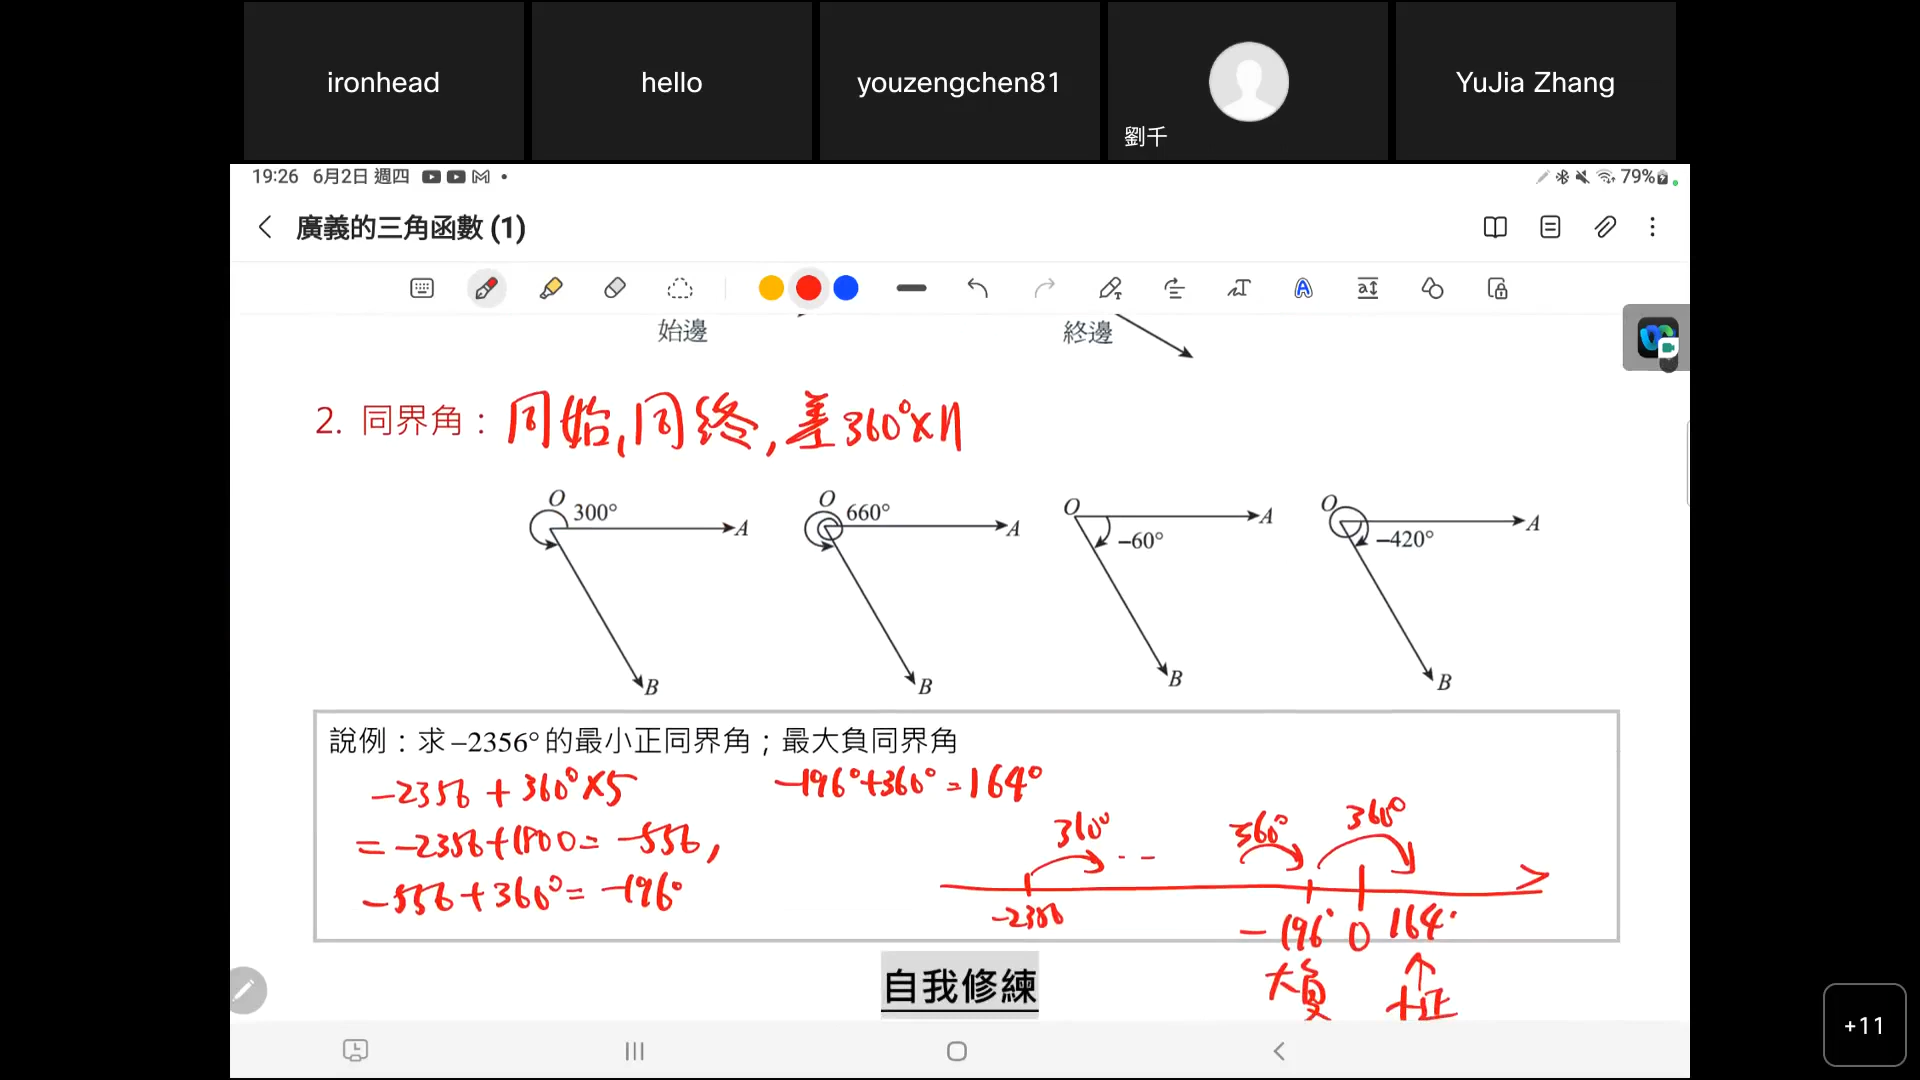 ironhead
hello
youzengchen81
劉千
YuJia Zhang
19:26 6月2日 週四
79%
廣義的三角函數 (1)
始邊
終邊
2. 同界角：同始,同終,差360°×n
O 300° A B
O 660° A B
O -60° A B
O -420° A B
說例：求 –2356° 的最小正同界角；最大負同界角
-2356 + 360°×5
= -2356+1800 = -556,
-556+360° = -196°
-196°+360° = 164°
360° 360° 360°
-2356 -196° 0 164°
大負 小正
自我修練
+11